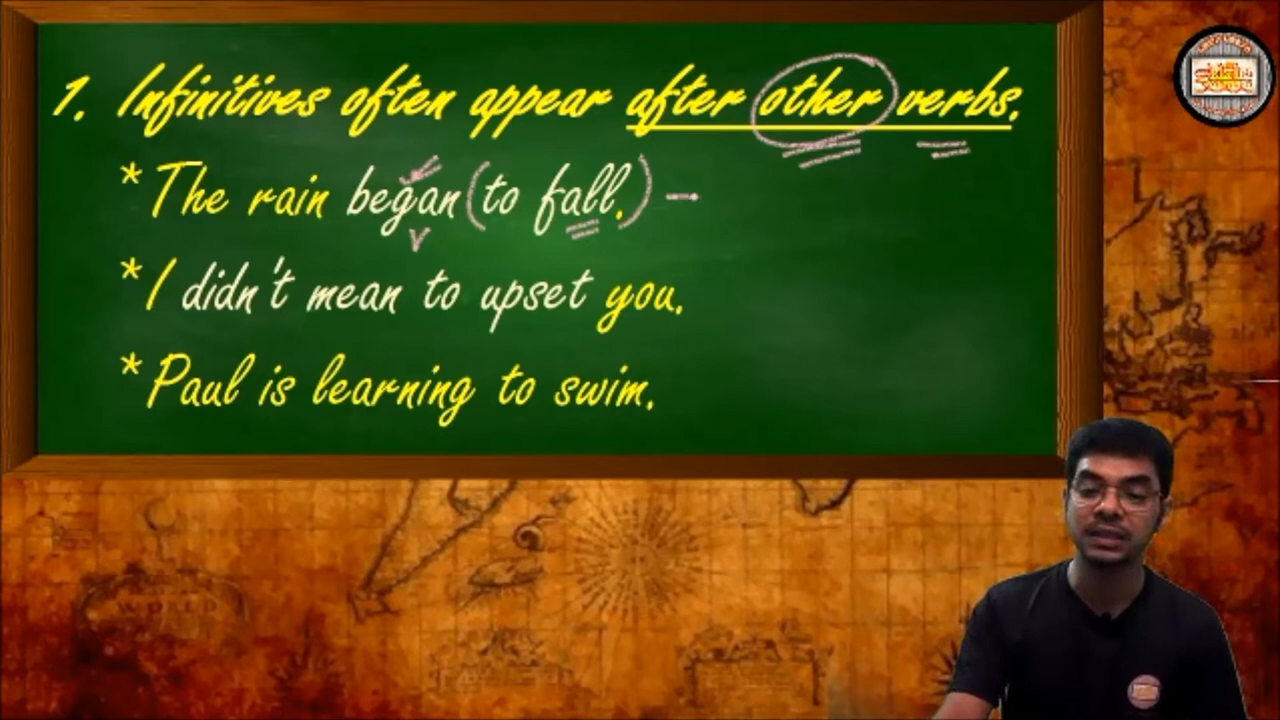 1. Infinitives often appear after other verbs.
* The rain began (to fall.) –
v
* I didn't mean to upset you.
* Paul is learning to swim.
WORLD